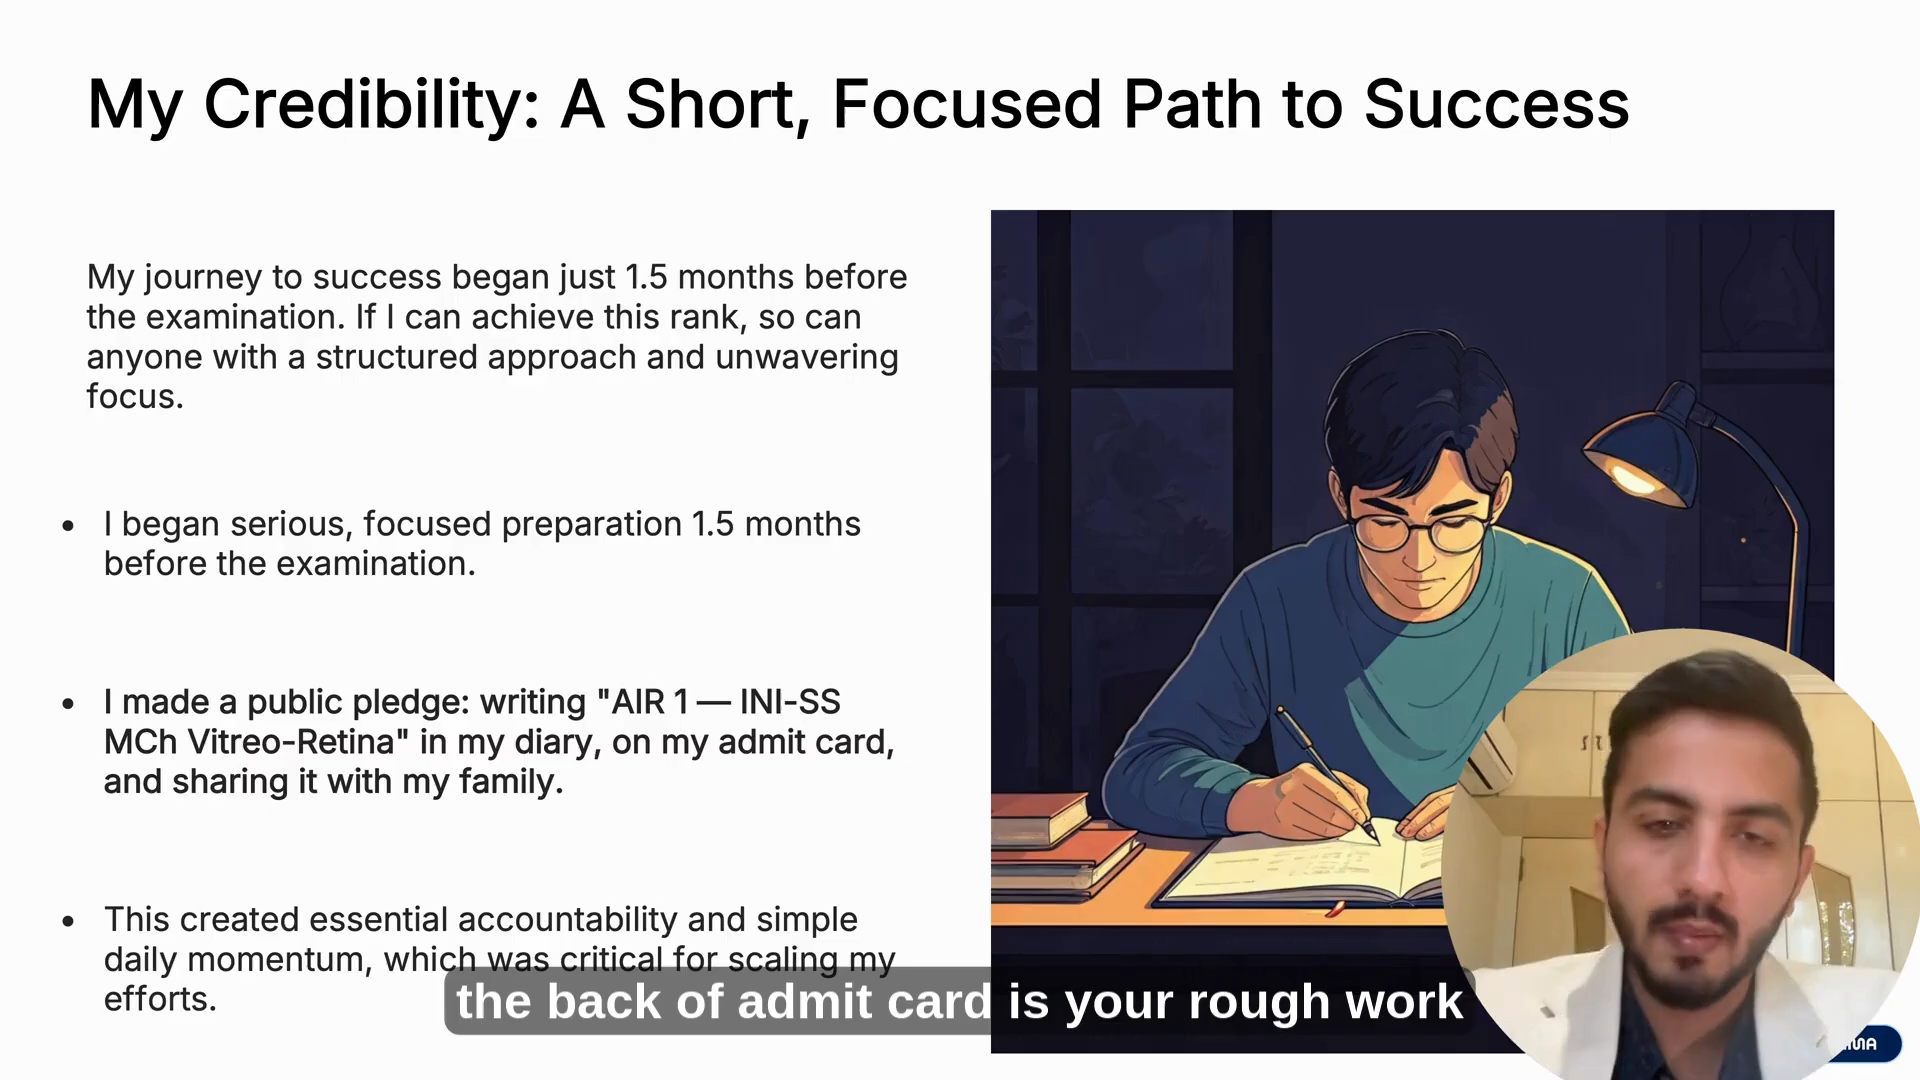 My Credibility: A Short, Focused Path to Success
My journey to success began just 1.5 months before
the examination. If I can achieve this rank, so can
anyone with a structured approach and unwavering
focus.
• I began serious, focused preparation 1.5 months
before the examination.
• I made a public pledge: writing "AIR 1 — INI-SS
MCh Vitreo-Retina" in my diary, on my admit card,
and sharing it with my family.
• This created essential accountability and simple
daily momentum, which was critical for scaling my
efforts.
the back of admit card is your rough work